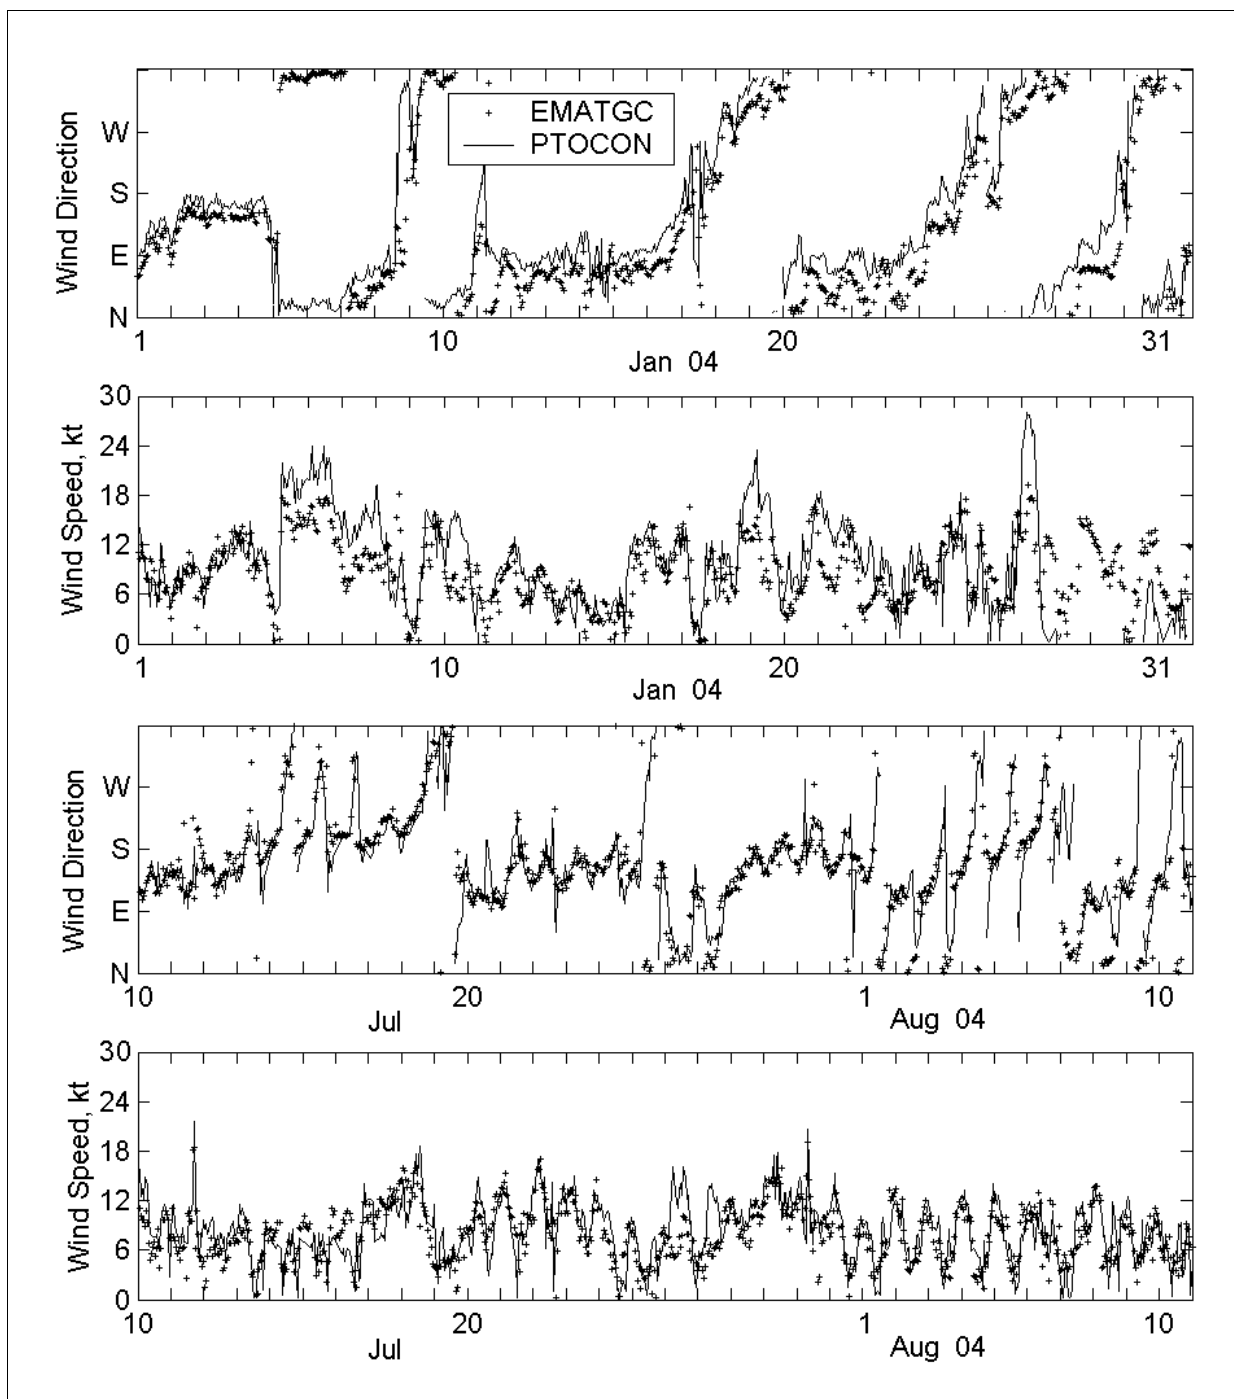 Wind Direction
W
S
E
N
EMATGC
PTOCON
1
10
20
31
Jan 04
Wind Speed, kt
30
24
18
12
6
0
1
10
20
31
Jan 04
Wind Direction
W
S
E
N
10
20
1
10
Jul
Aug 04
Wind Speed, kt
30
24
18
12
6
0
10
20
1
10
Jul
Aug 04